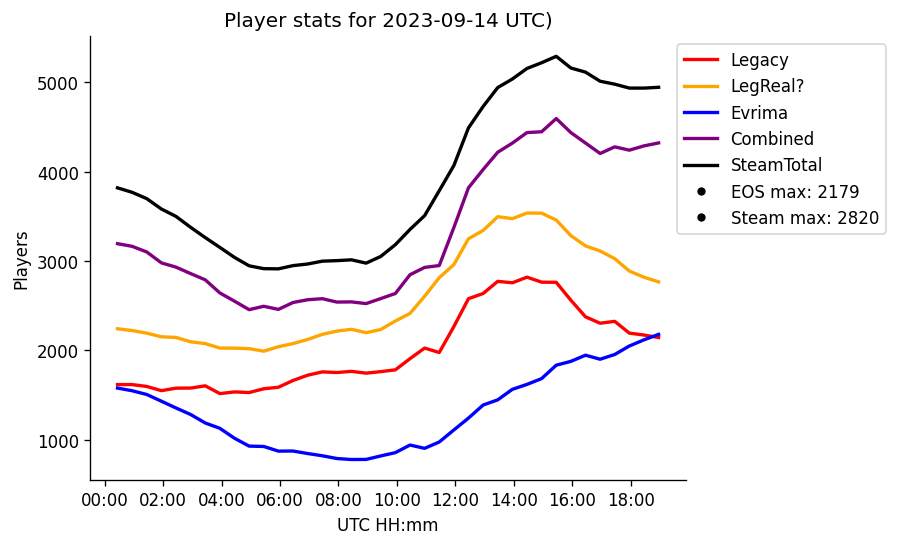 Player stats for 2023-09-14 UTC)
Legacy
LegReal?
Evrima
Combined
SteamTotal
EOS max: 2179
Steam max: 2820
Players
5000
4000
3000
2000
1000
00:00 02:00 04:00 06:00 08:00 10:00 12:00 14:00 16:00 18:00
UTC HH:mm